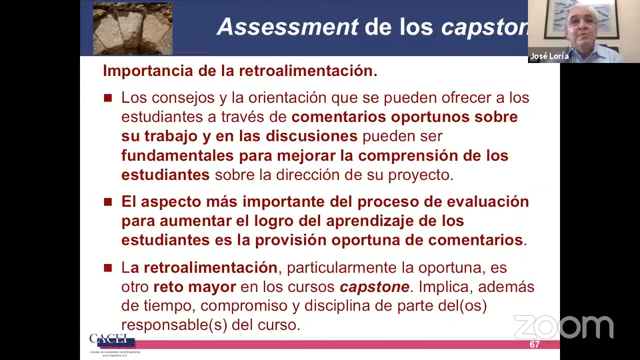 Assessment de los capston
José Loría
Importancia de la retroalimentación.
Los consejos y la orientación que se pueden ofrecer a los
estudiantes a través de comentarios oportunos sobre
su trabajo y en las discusiones pueden ser
fundamentales para mejorar la comprensión de los
estudiantes sobre la dirección de su proyecto.
El aspecto más importante del proceso de evaluación
para aumentar el logro del aprendizaje de los
estudiantes es la provisión oportuna de comentarios.
La retroalimentación, particularmente la oportuna, es
otro reto mayor en los cursos capstone. Implica, además
de tiempo, compromiso y disciplina de parte del(os)
responsable(s) del curso.
CACEI
67
zoom